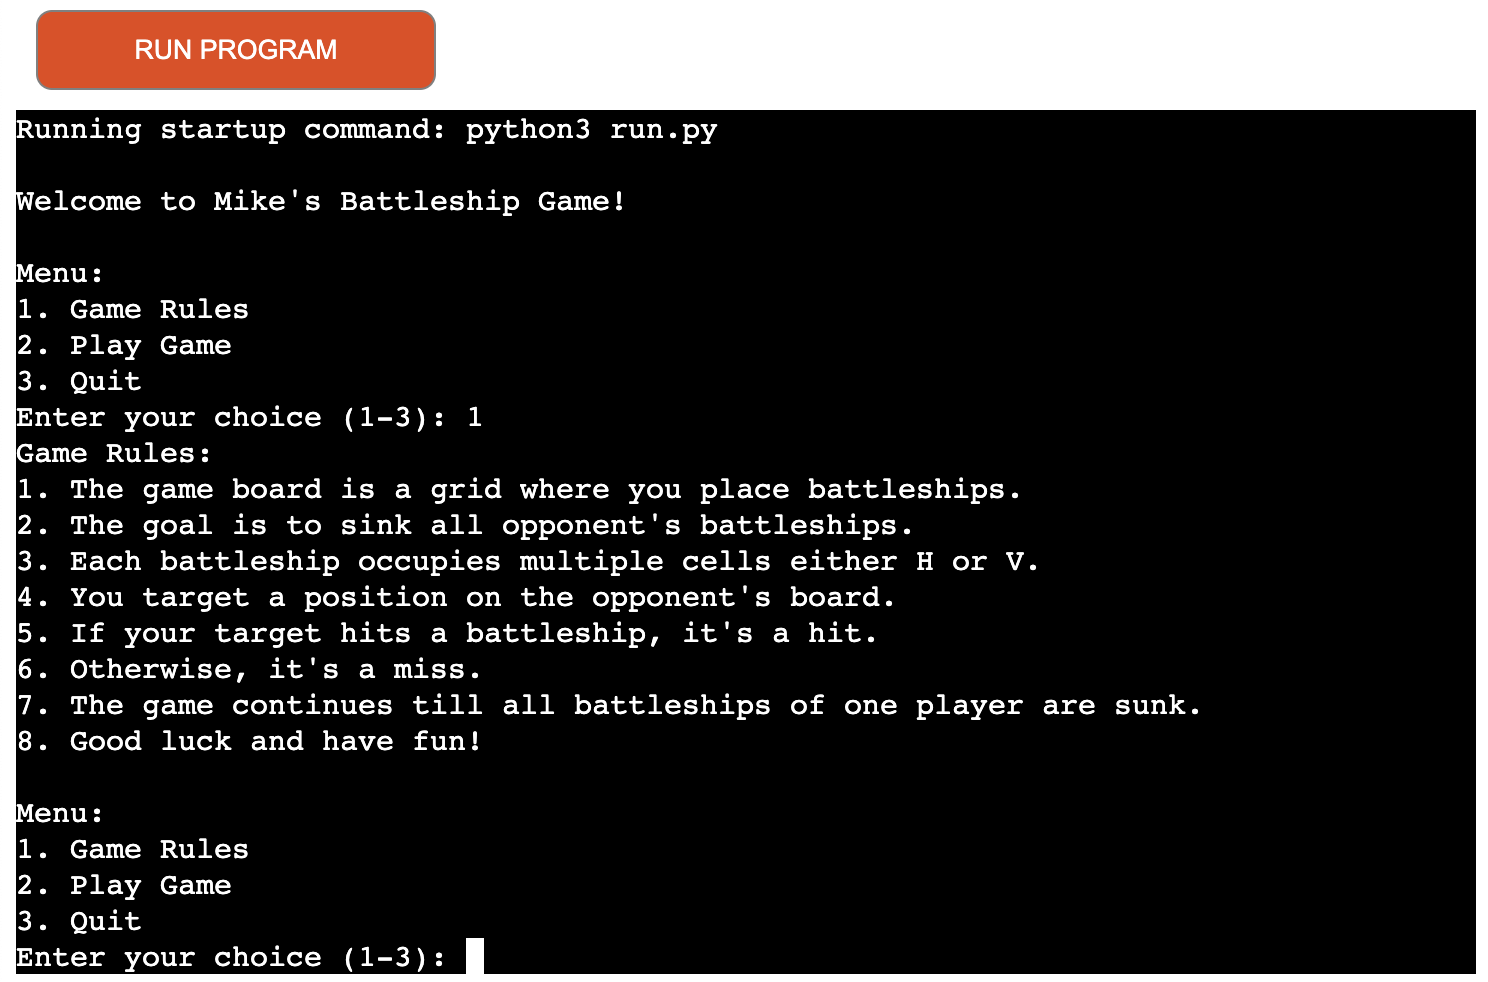 RUN PROGRAM
Running startup command: python3 run.py
Welcome to Mike's Battleship Game!
Menu:
1. Game Rules
2. Play Game
3. Quit
Enter your choice (1-3): 1
Game Rules:
1. The game board is a grid where you place battleships.
2. The goal is to sink all opponent's battleships.
3. Each battleship occupies multiple cells either H or V.
4. You target a position on the opponent's board.
5. If your target hits a battleship, it's a hit.
6. Otherwise, it's a miss.
7. The game continues till all battleships of one player are sunk.
8. Good luck and have fun!
Menu:
1. Game Rules
2. Play Game
3. Quit
Enter your choice (1-3):